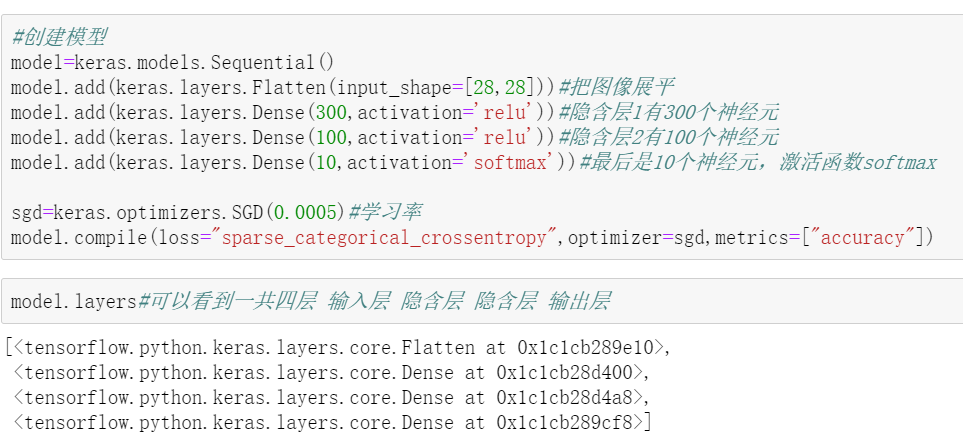 #创建模型
model=keras.models.Sequential()
model.add(keras.layers.Flatten(input_shape=[28,28]))#把图像展平
model.add(keras.layers.Dense(300,activation='relu'))#隐含层1有300个神经元
model.add(keras.layers.Dense(100,activation='relu'))#隐含层2有100个神经元
model.add(keras.layers.Dense(10,activation='softmax'))#最后是10个神经元，激活函数softmax
sgd=keras.optimizers.SGD(0.0005)#学习率
model.compile(loss="sparse_categorical_crossentropy",optimizer=sgd,metrics=["accuracy"])
model.layers#可以看到一共四层 输入层 隐含层 隐含层 输出层
[<tensorflow.python.keras.layers.core.Flatten at 0x1c1cb289e10>,
<tensorflow.python.keras.layers.core.Dense at 0x1c1cb28d400>,
<tensorflow.python.keras.layers.core.Dense at 0x1c1cb28d4a8>,
<tensorflow.python.keras.layers.core.Dense at 0x1c1cb289cf8>]